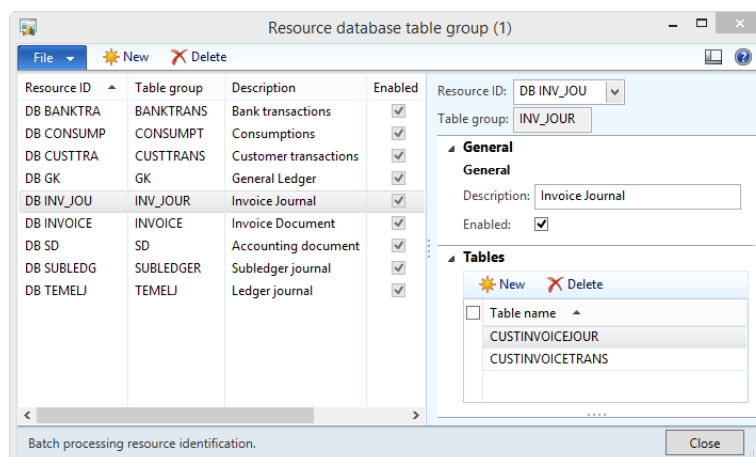 Resource database table group (1)
File New Delete
Resource ID Table group Description Enabled
DB BANKTRA BANKTRANS Bank transactions
DB CONSUMP CONSUMPT Consumptions
DB CUSTTRA CUSTTRANS Customer transactions
DB GK GK General Ledger
DB INV_JOU INV_JOUR Invoice Journal
DB INVOICE INVOICE Invoice Document
DB SD SD Accounting document
DB SUBLEDG SUBLEDGER Subledger journal
DB TEMELJ TEMELJ Ledger journal
Resource ID: DB INV_JOU
Table group: INV_JOUR
General
General
Description: Invoice Journal
Enabled:
Tables
New Delete
Table name
CUSTINVOICEJOUR
CUSTINVOICETRANS
Batch processing resource identification.
Close